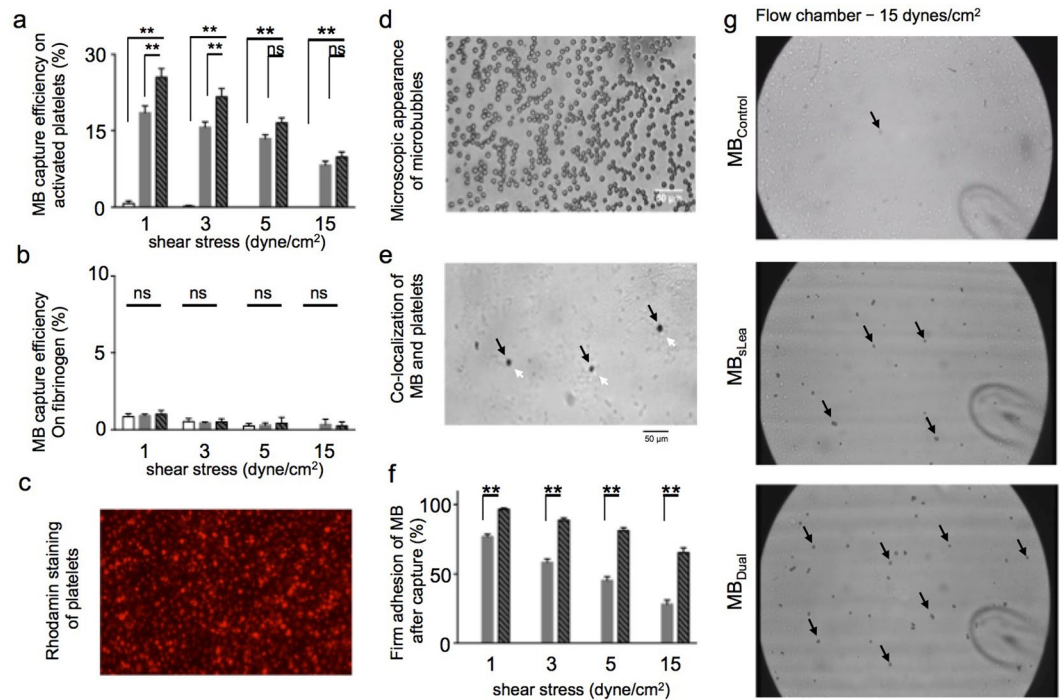 a
MB capture efficiency on
activated platelets (%)
30
15
0
** ** ** **
** ** ns ns
1 3 5 15
shear stress (dyne/cm²)
b
MB capture efficiency
On fibrinogen (%)
10
5
0
ns ns ns ns
1 3 5 15
shear stress (dyne/cm²)
c
Rhodamin staining
of platelets
d
Microscopic appearance
of microbubbles
50 μm
e
Co-localization of
MB and platelets
50 μm
f
Firm adhesion of MB
after capture (%)
100
50
0
** ** ** **
1 3 5 15
shear stress (dyne/cm²)
g
Flow chamber – 15 dynes/cm²
MBControl
MBsLea
MBDual